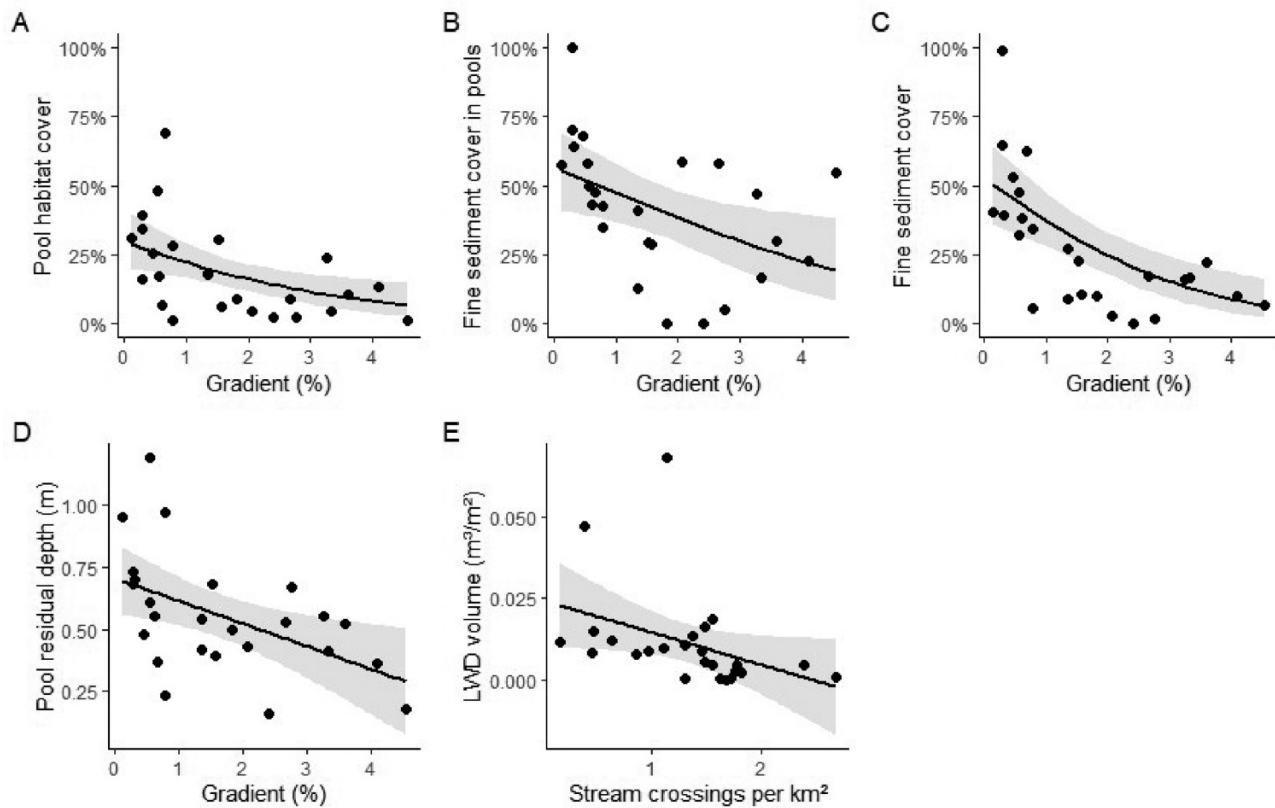 A
Pool habitat cover
100%
75%
50%
25%
0%
0 1 2 3 4
Gradient (%)
B
Fine sediment cover in pools
100%
75%
50%
25%
0%
0 1 2 3 4
Gradient (%)
C
Fine sediment cover
100%
75%
50%
25%
0%
0 1 2 3 4
Gradient (%)
D
Pool residual depth (m)
1.00
0.75
0.50
0.25
0 1 2 3 4
Gradient (%)
E
LWD volume (m³/m²)
0.050
0.025
0.000
1 2
Stream crossings per km²